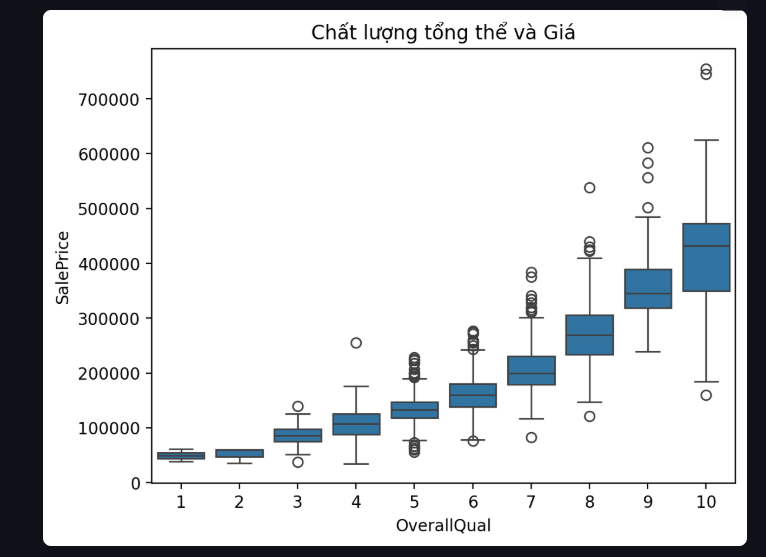 Chất lượng tổng thể và Giá
700000
600000
500000
400000
300000
200000
100000
0
SalePrice
1 2 3 4 5 6 7 8 9 10
OverallQual